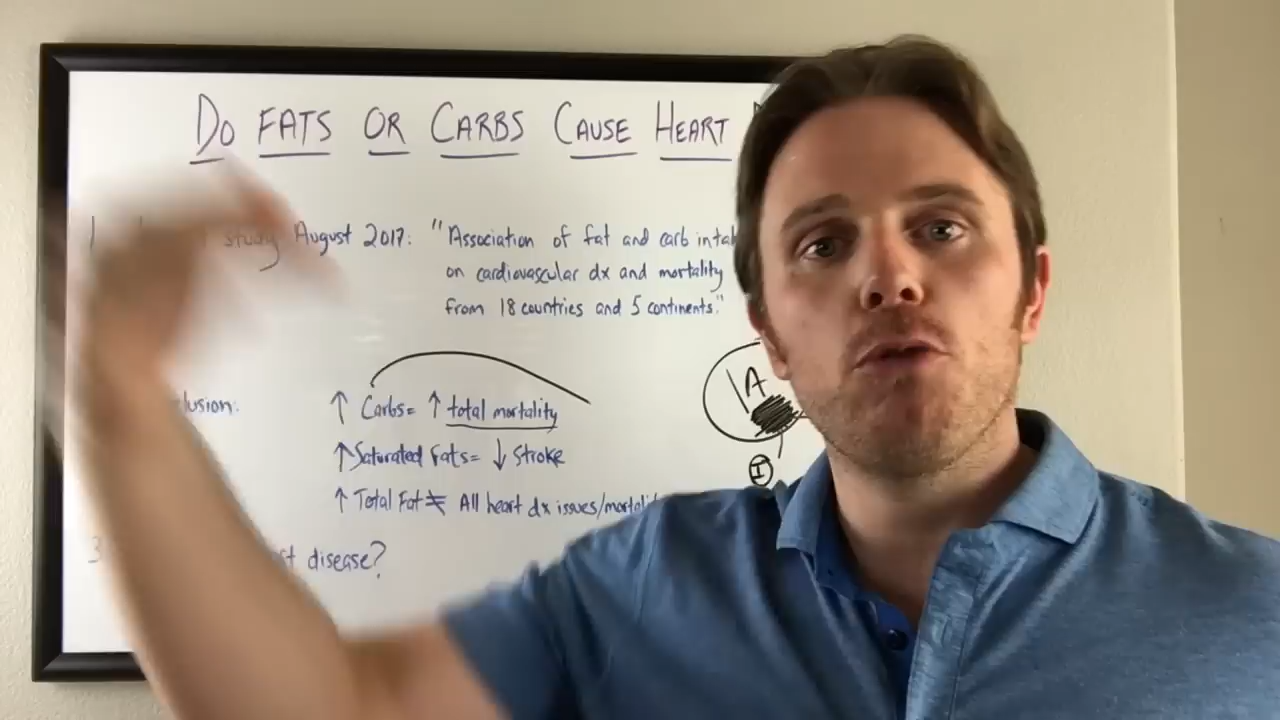 Do FATS OR CARBS CAUSE HEART
study August 2017: "Association of fat and carb intak
on cardiovascular dx and mortality
from 18 countries and 5 continents."
lusion: ↑ Carbs= ↑ total mortality
↑ Saturated Fats= ↓ Stroke
↑ Total Fat ≠ All heart dx issues/mortali
3 st disease?
A
I